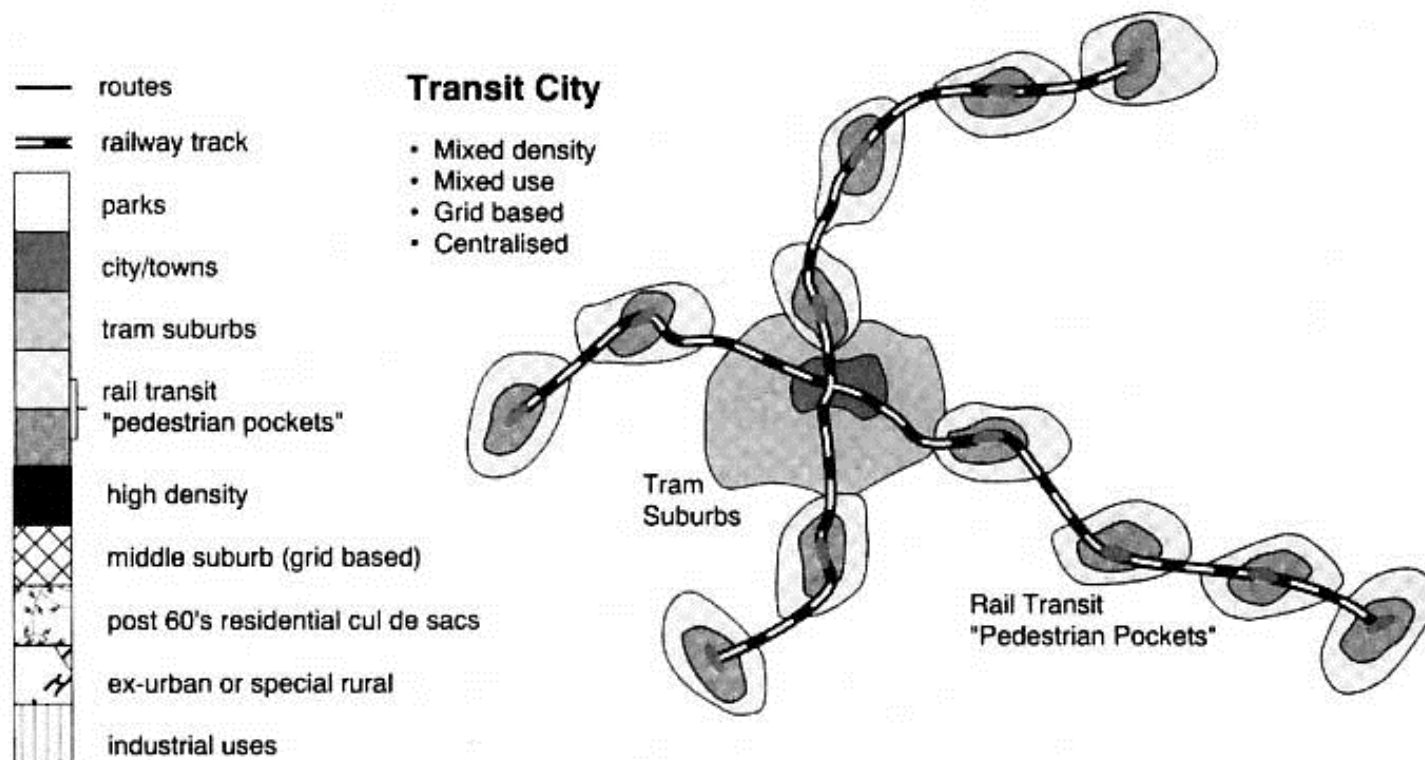 routes
railway track
parks
city/towns
tram suburbs
rail transit
"pedestrian pockets"
high density
middle suburb (grid based)
post 60's residential cul de sacs
ex-urban or special rural
industrial uses
Transit City
• Mixed density
• Mixed use
• Grid based
• Centralised
Tram
Suburbs
Rail Transit
"Pedestrian Pockets"